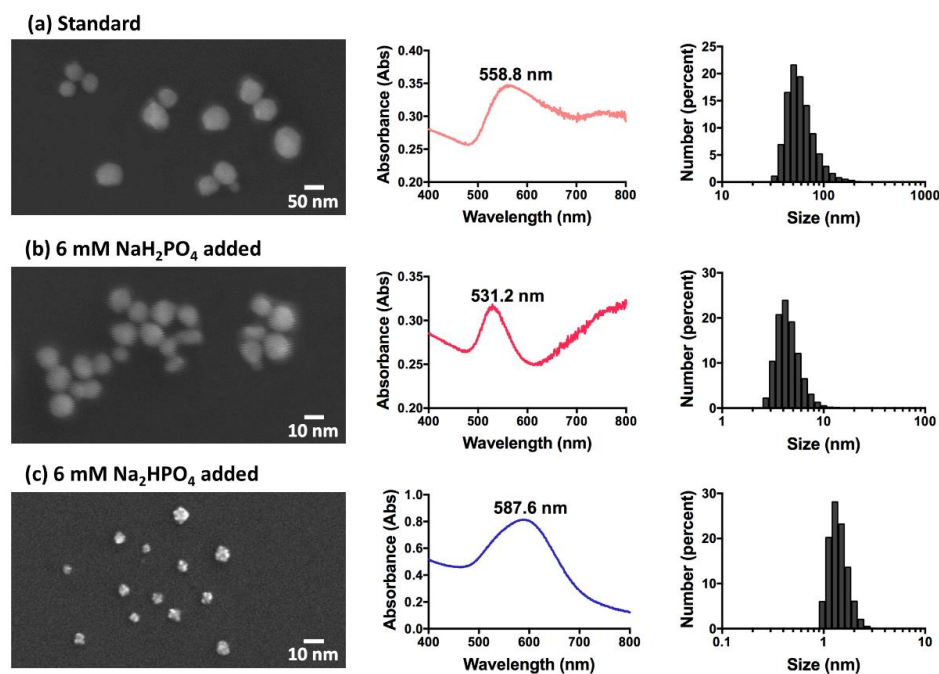 (a) Standard
50 nm
Absorbance (Abs)
0.40
0.35
0.30
0.25
0.20
558.8 nm
400 500 600 700 800
Wavelength (nm)
Number (percent)
25
20
15
10
5
0
10 100 1000
Size (nm)
(b) 6 mM NaH₂PO₄ added
10 nm
Absorbance (Abs)
0.35
0.30
0.25
0.20
531.2 nm
400 500 600 700 800
Wavelength (nm)
Number (percent)
30
20
10
0
1 10 100
Size (nm)
(c) 6 mM Na₂HPO₄ added
10 nm
Absorbance (Abs)
1.0
0.8
0.6
0.4
0.2
0.0
587.6 nm
400 500 600 700 800
Wavelength (nm)
Number (percent)
30
20
10
0
0.1 1 10
Size (nm)